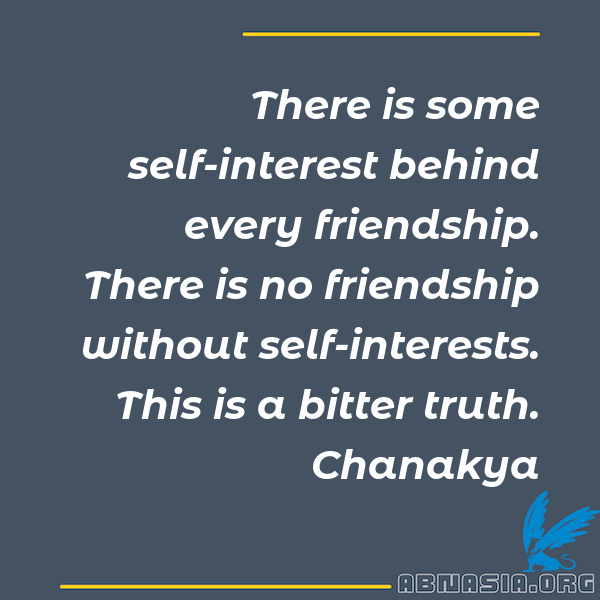 There is some
self-interest behind
every friendship.
There is no friendship
without self-interests.
This is a bitter truth.
Chanakya
ABNASIA.ORG